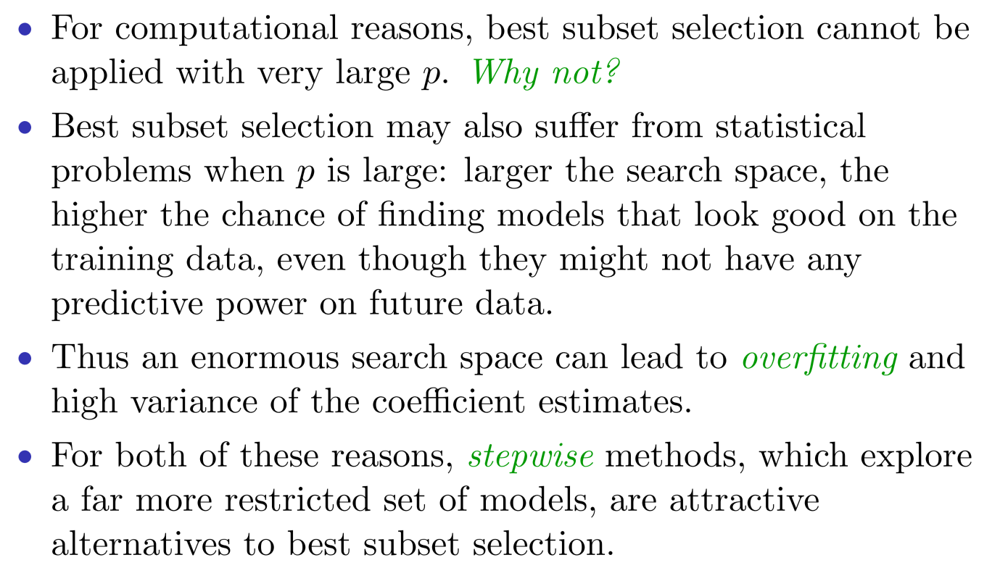 • For computational reasons, best subset selection cannot be
applied with very large p. Why not?
• Best subset selection may also suffer from statistical
problems when p is large: larger the search space, the
higher the chance of finding models that look good on the
training data, even though they might not have any
predictive power on future data.
• Thus an enormous search space can lead to overfitting and
high variance of the coefficient estimates.
• For both of these reasons, stepwise methods, which explore
a far more restricted set of models, are attractive
alternatives to best subset selection.